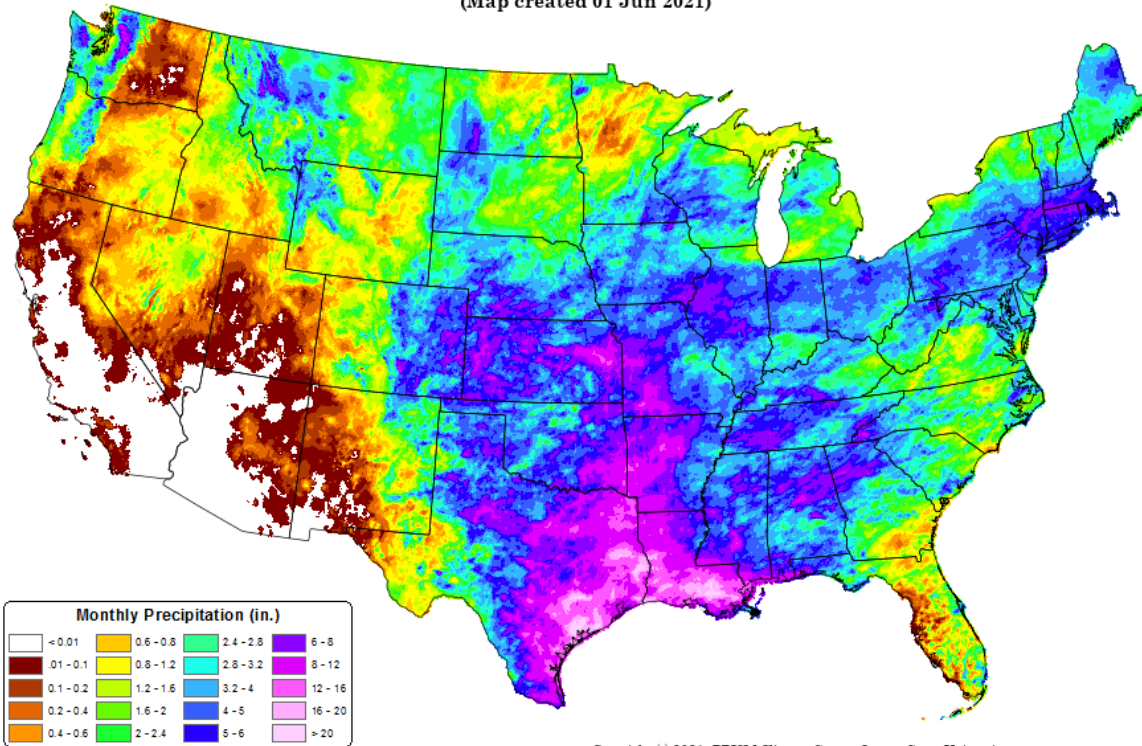 (Map created 01 Jun 2021)
Monthly Precipitation (in.)
< 0.01 0.6 - 0.8 2.4 - 2.8 6 - 8
.01 - 0.1 0.8 - 1.2 2.8 - 3.2 8 - 12
0.1 - 0.2 1.2 - 1.6 3.2 - 4 12 - 16
0.2 - 0.4 1.6 - 2 4 - 5 16 - 20
0.4 - 0.6 2 - 2.4 5 - 6 > 20